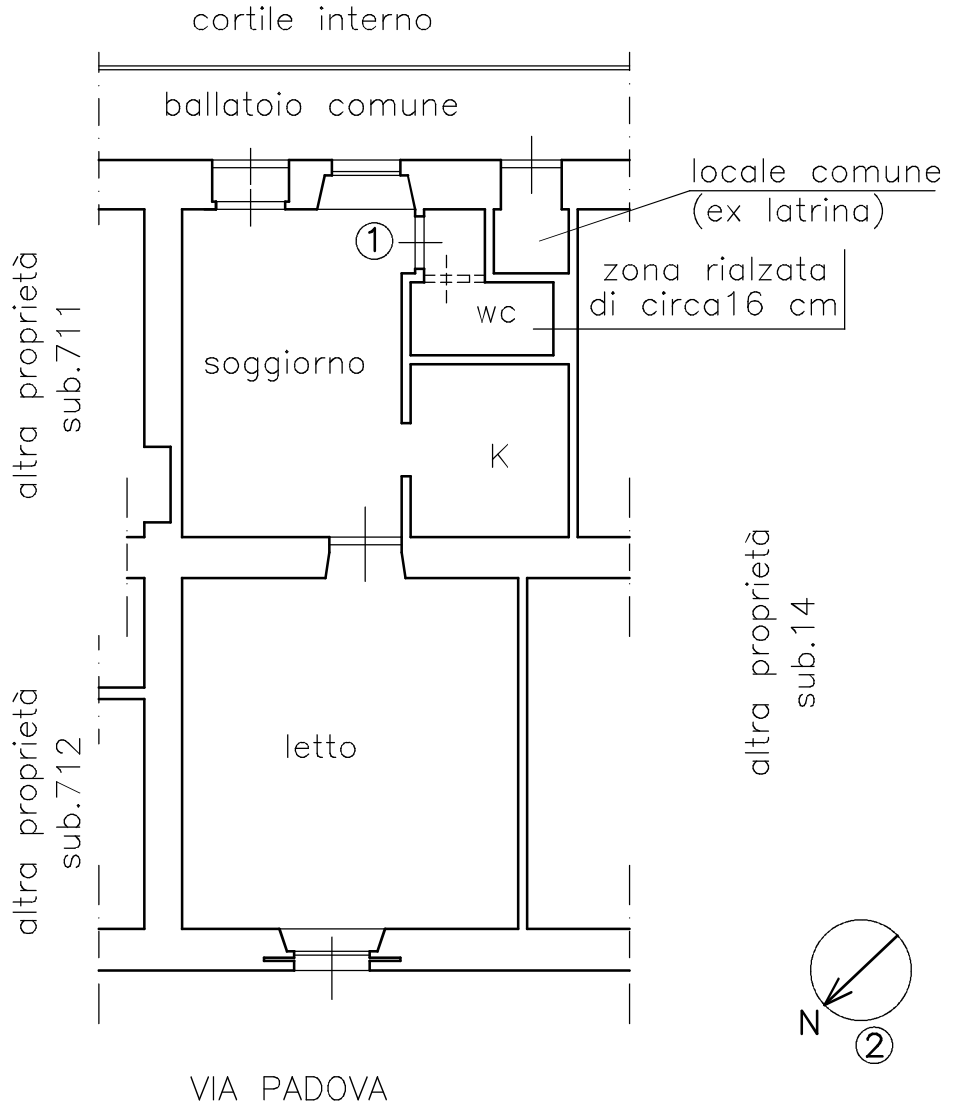 cortile interno
ballatoio comune
locale comune
(ex latrina)
1
zona rialzata
di circa16 cm
wc
altra proprietà
sub.711
soggiorno
K
altra proprietà
sub.14
letto
altra proprietà
sub.712
N
2
VIA PADOVA